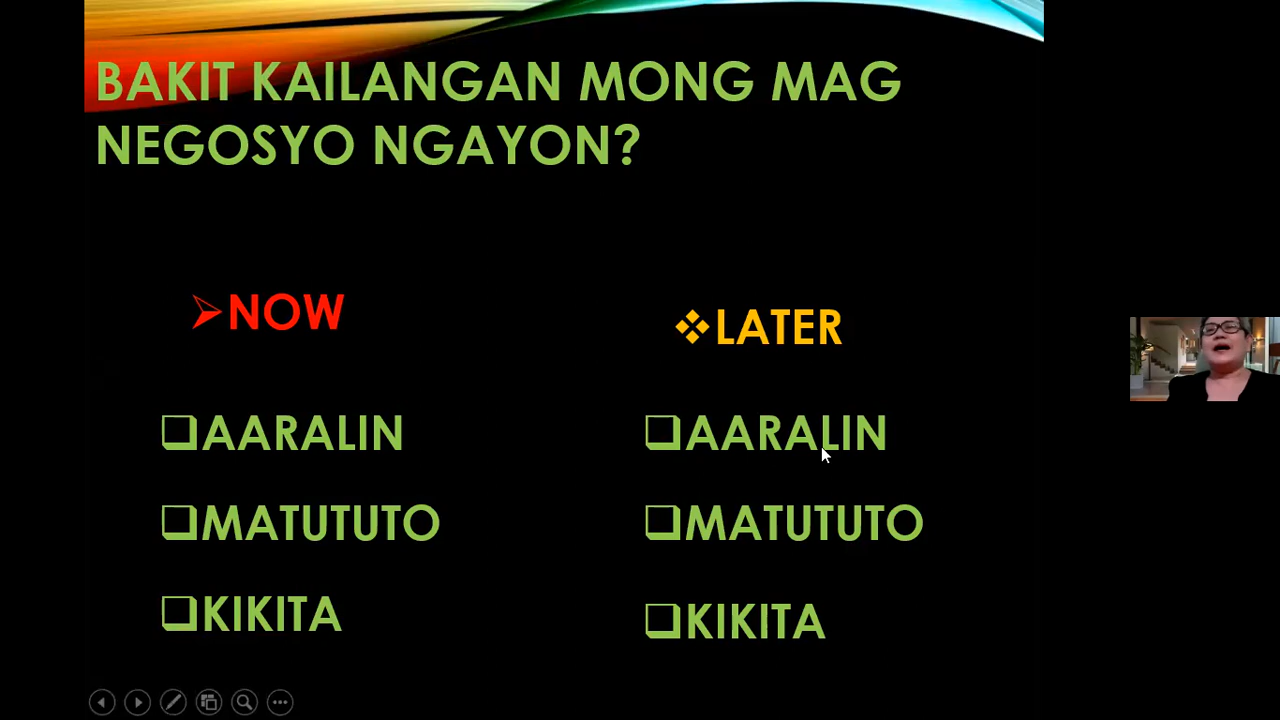 BAKIT KAILANGAN MONG MAG
NEGOSYO NGAYON?
NOW
AARALIN
MATUTUTO
KIKITA
LATER
AARALIN
MATUTUTO
KIKITA